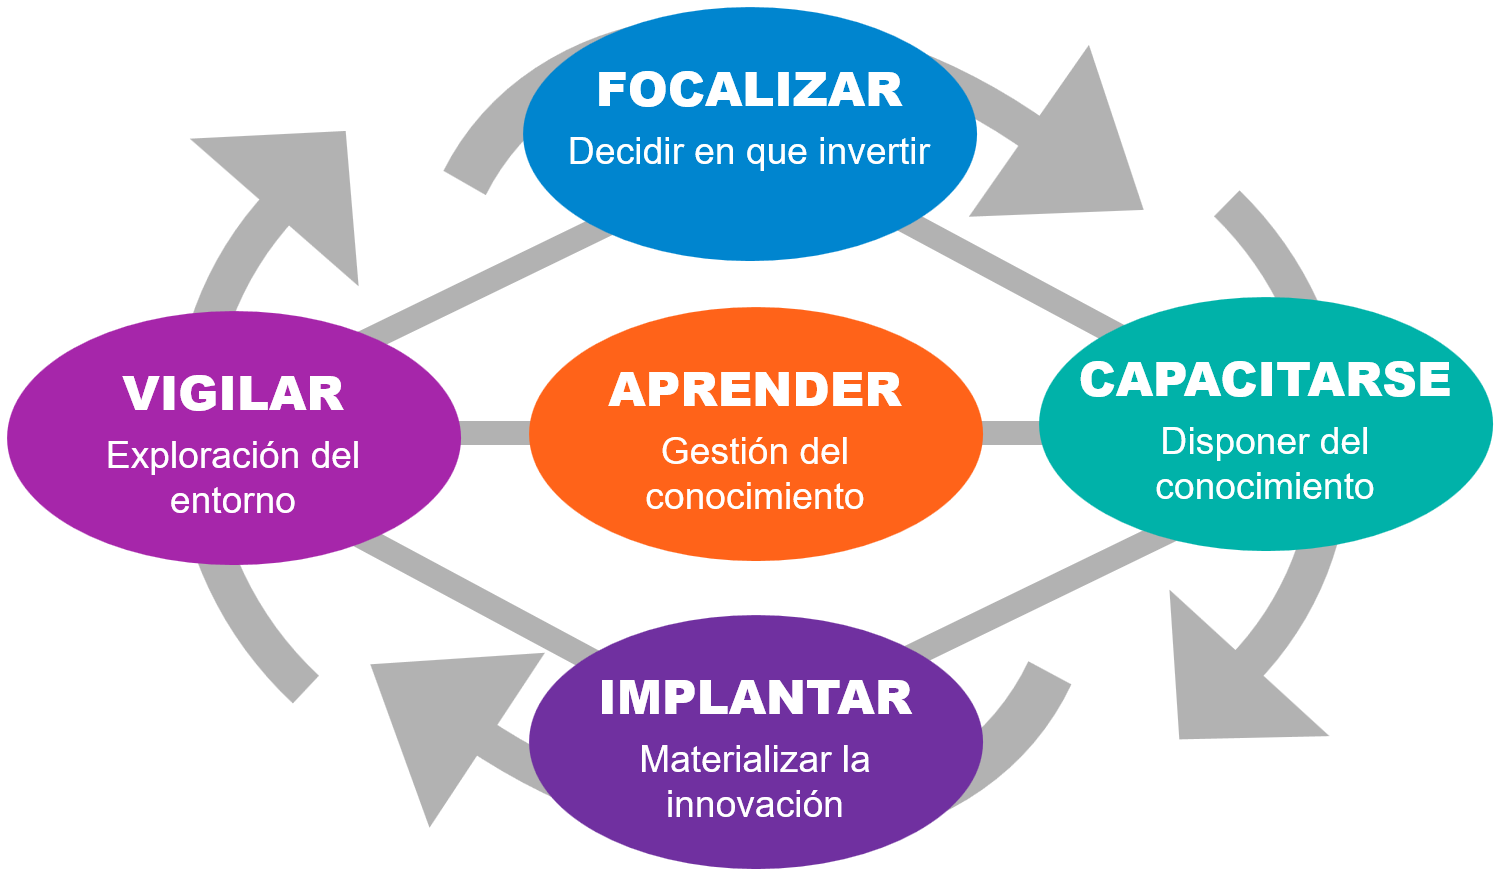 FOCALIZAR
Decidir en que invertir
VIGILAR
Exploración del
entorno
APRENDER
Gestión del
conocimiento
CAPACITARSE
Disponer del
conocimiento
IMPLANTAR
Materializar la
innovación